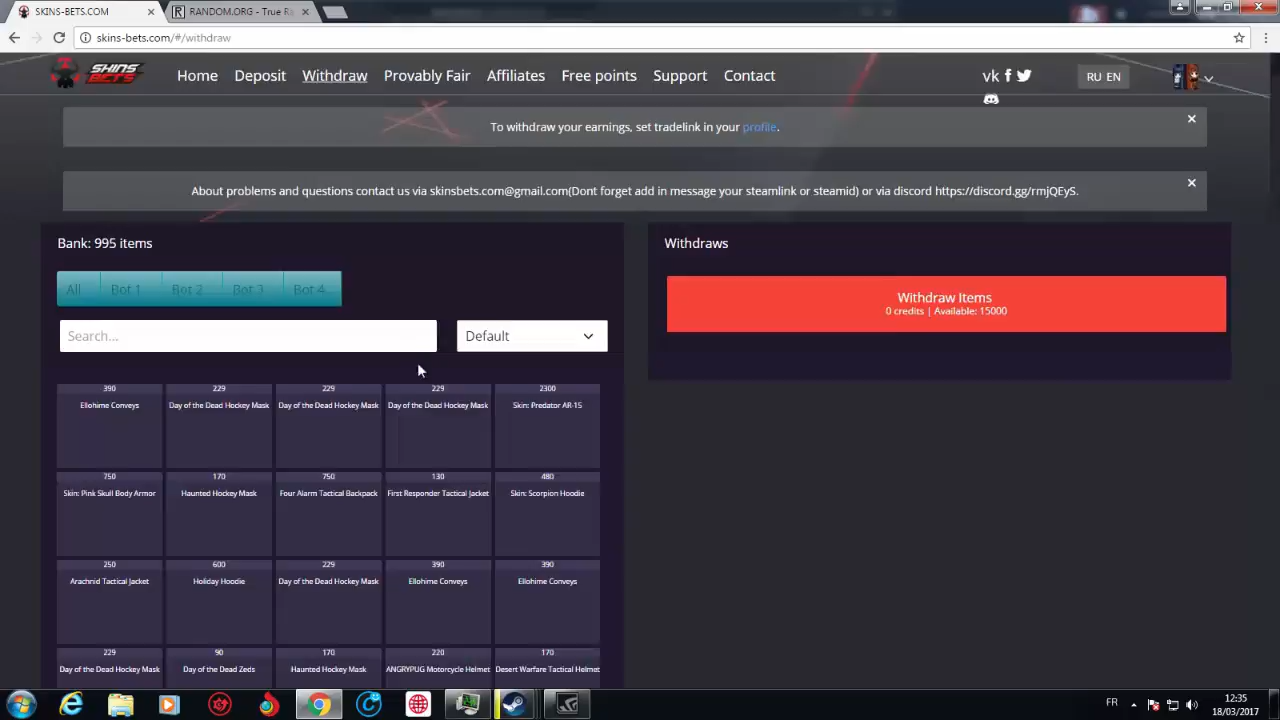 SKINS-BETS.COM
RANDOM.ORG - True R
skins-bets.com/#/withdraw
SKINS BETS
Home
Deposit
Withdraw
Provably Fair
Affiliates
Free points
Support
Contact
RU EN
To withdraw your earnings, set tradelink in your profile.
About problems and questions contact us via skinsbets.com@gmail.com(Dont forget add in message your steamlink or steamid) or via discord https://discord.gg/rmjQEyS.
Bank: 995 items
Withdraws
All
Bot 1
Bot 2
Bot 3
Bot 4
Withdraw Items
0 credits | Available: 15000
Search...
Default
390
229
229
229
2300
Ellohime Conveys
Day of the Dead Hockey Mask
Day of the Dead Hockey Mask
Day of the Dead Hockey Mask
Skin: Predator AR-15
750
170
750
130
480
Skin: Pink Skull Body Armor
Haunted Hockey Mask
Four Alarm Tactical Backpack
First Responder Tactical Jacket
Skin: Scorpion Hoodie
250
600
229
390
390
Arachnid Tactical Jacket
Holiday Hoodie
Day of the Dead Hockey Mask
Ellohime Conveys
Ellohime Conveys
229
90
170
220
170
Day of the Dead Hockey Mask
Day of the Dead Zeds
Haunted Hockey Mask
ANGRYPUG Motorcycle Helmet
Desert Warfare Tactical Helmet
FR
12:35
18/03/2017